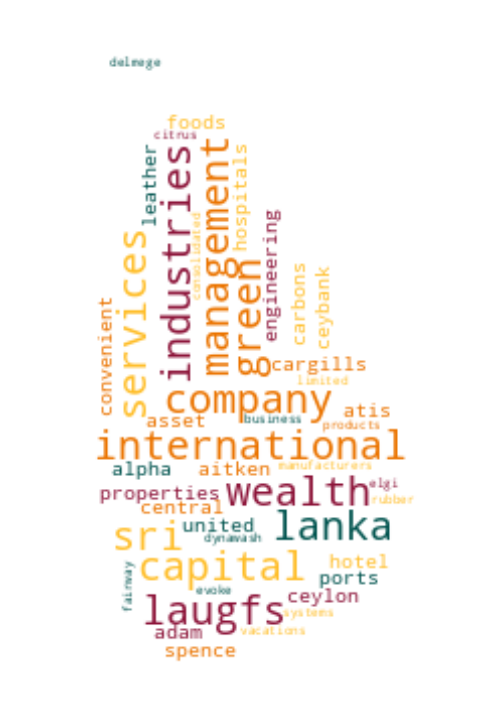 delmege
foods
citrus
leather
industries
consolidated
management
hospitals
services
green
engineering
carbons
ceybank
convenient
cargills
limited
company
asset
business
atis
products
international
alpha
aitken
manufacturers
properties
wealth
elgi
rubber
central
sri
united
dynawash
lanka
capital
hotel
ports
fairway
evoke
laugfs
ceylon
systems
adam
vacations
spence